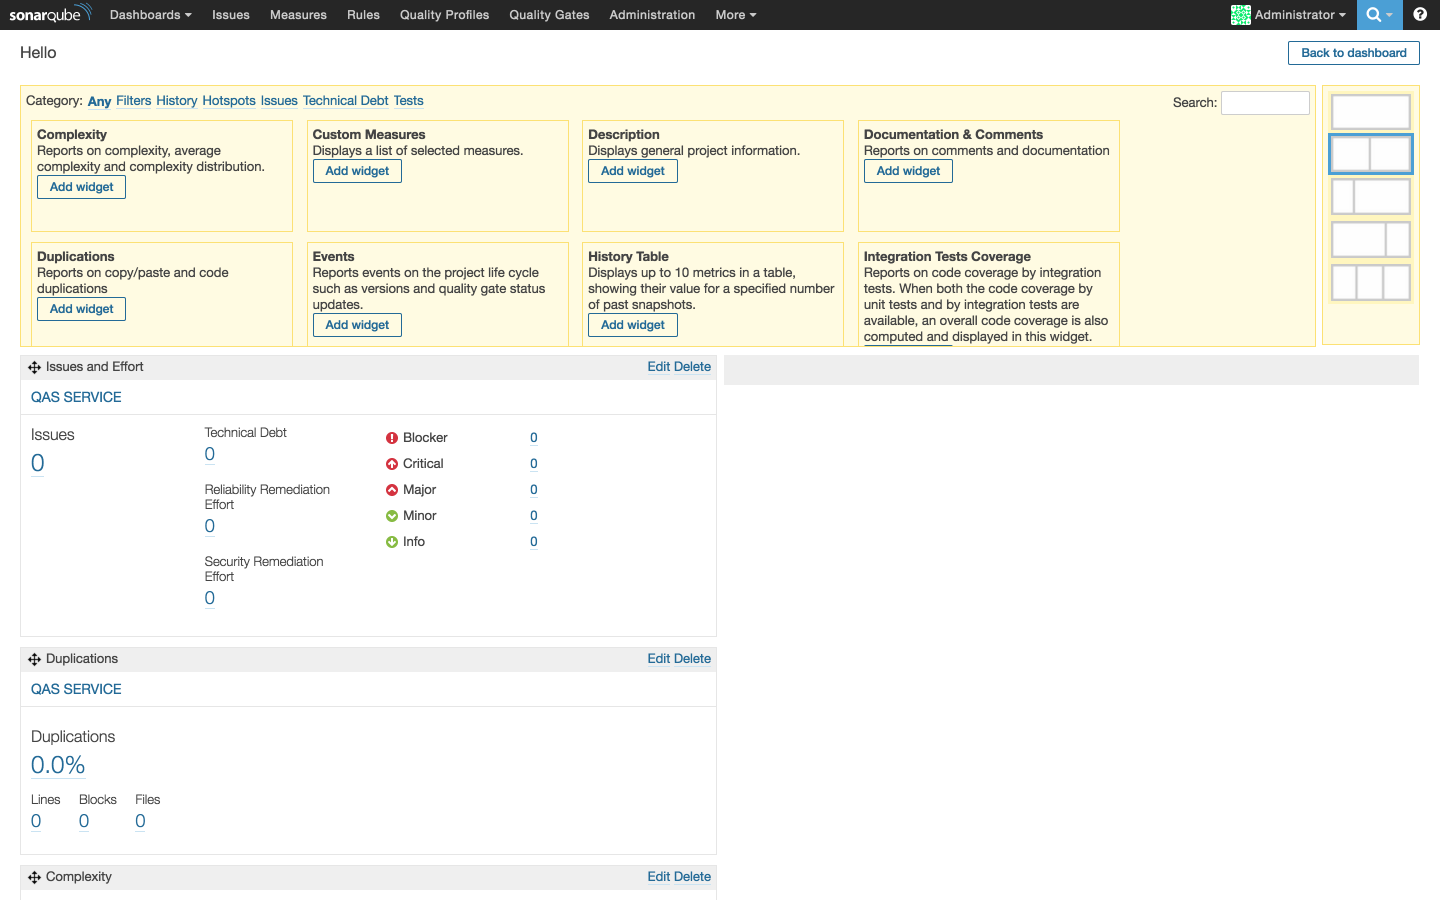 sonarqube Dashboards Issues Measures Rules Quality Profiles Quality Gates Administration More Administrator
Hello
Back to dashboard
Category: Any Filters History Hotspots Issues Technical Debt Tests
Search:
Complexity
Reports on complexity, average
complexity and complexity distribution.
Add widget
Custom Measures
Displays a list of selected measures.
Add widget
Description
Displays general project information.
Add widget
Documentation & Comments
Reports on comments and documentation
Add widget
Duplications
Reports on copy/paste and code
duplications
Add widget
Events
Reports events on the project life cycle
such as versions and quality gate status
updates.
Add widget
History Table
Displays up to 10 metrics in a table,
showing their value for a specified number
of past snapshots.
Add widget
Integration Tests Coverage
Reports on code coverage by integration
tests. When both the code coverage by
unit tests and by integration tests are
available, an overall code coverage is also
computed and displayed in this widget.
Issues and Effort Edit Delete
QAS SERVICE
Issues
0
Technical Debt
0
Reliability Remediation
Effort
0
Security Remediation
Effort
0
Blocker 0
Critical 0
Major 0
Minor 0
Info 0
Duplications Edit Delete
QAS SERVICE
Duplications
0.0%
Lines Blocks Files
0 0 0
Complexity Edit Delete